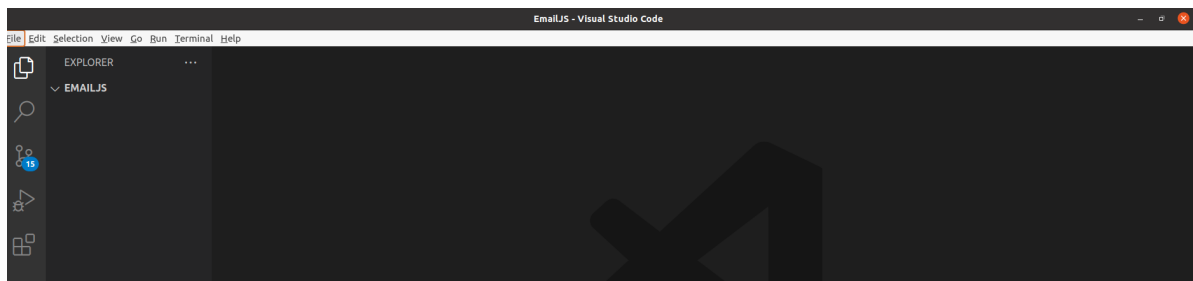 EmailJS - Visual Studio Code
File Edit Selection View Go Run Terminal Help
EXPLORER
EMAILJS
15